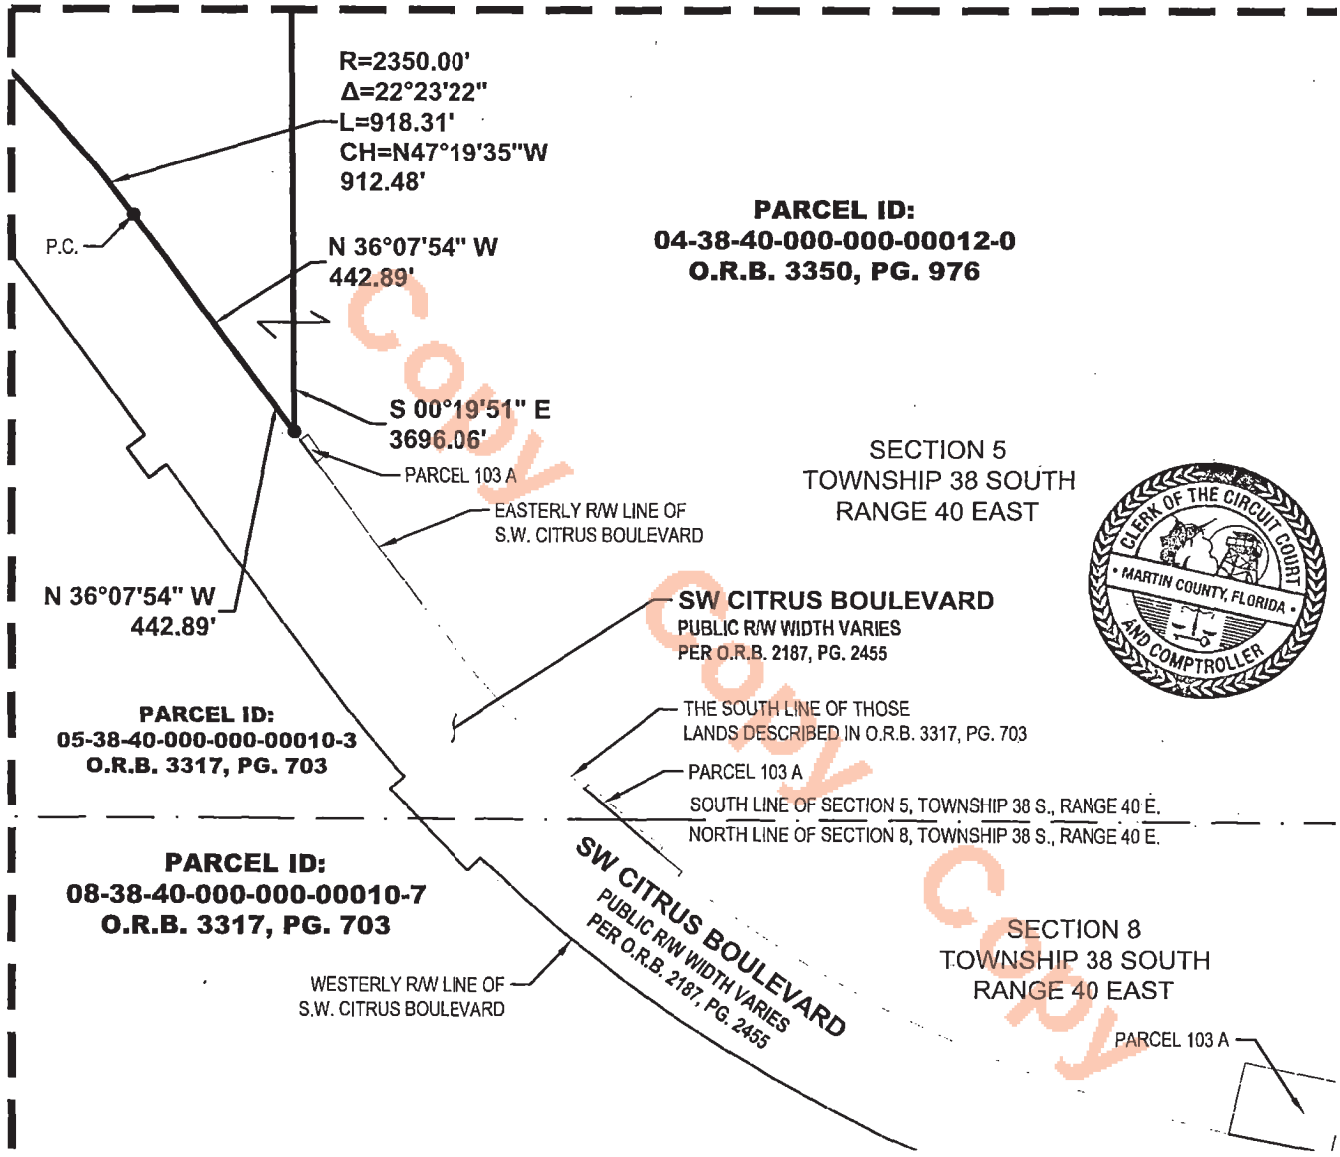 R=2350.00'
Δ=22°23'22"
L=918.31'
CH=N47°19'35"W
912.48'
P.C.
N 36°07'54" W
442.89'
PARCEL ID:
04-38-40-000-000-00012-0
O.R.B. 3350, PG. 976
S 00°19'51" E
3696.06'
PARCEL 103 A
EASTERLY R/W LINE OF
S.W. CITRUS BOULEVARD
SECTION 5
TOWNSHIP 38 SOUTH
RANGE 40 EAST
CLERK OF THE CIRCUIT COURT
• MARTIN COUNTY, FLORIDA •
AND COMPTROLLER
N 36°07'54" W
442.89'
SW CITRUS BOULEVARD
PUBLIC R/W WIDTH VARIES
PER O.R.B. 2187, PG. 2455
PARCEL ID:
05-38-40-000-000-00010-3
O.R.B. 3317, PG. 703
THE SOUTH LINE OF THOSE
LANDS DESCRIBED IN O.R.B. 3317, PG. 703
PARCEL 103 A
SOUTH LINE OF SECTION 5, TOWNSHIP 38 S., RANGE 40 E.
NORTH LINE OF SECTION 8, TOWNSHIP 38 S., RANGE 40 E.
PARCEL ID:
08-38-40-000-000-00010-7
O.R.B. 3317, PG. 703
SW CITRUS BOULEVARD
PUBLIC R/W WIDTH VARIES
PER O.R.B. 2187, PG. 2455
WESTERLY R/W LINE OF
S.W. CITRUS BOULEVARD
SECTION 8
TOWNSHIP 38 SOUTH
RANGE 40 EAST
PARCEL 103 A
Copy
Copy
Copy